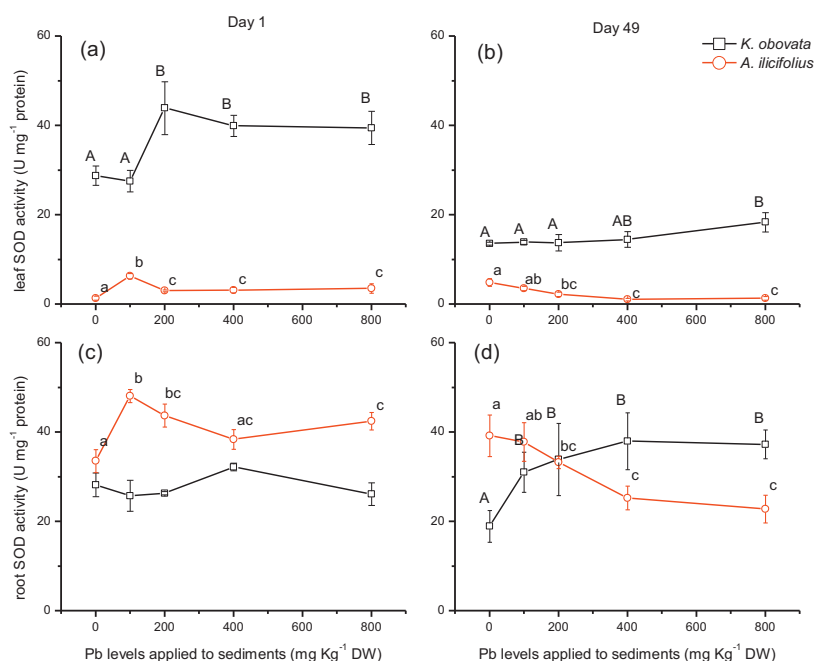 Day 1
Day 49
K. obovata
A. ilicifolius
(a)
60
40
20
0
leaf SOD activity (U mg⁻¹ protein)
A
A
B
B
B
a
b
c
c
c
0
200
400
600
800
(b)
60
40
20
0
A
A
A
AB
B
a
ab
bc
c
c
0
200
400
600
800
(c)
60
40
20
0
root SOD activity (U mg⁻¹ protein)
a
b
bc
ac
c
0
200
400
600
800
Pb levels applied to sediments (mg Kg⁻¹ DW)
(d)
60
40
20
0
a
ab
bc
c
c
A
B
B
B
B
0
200
400
600
800
Pb levels applied to sediments (mg Kg⁻¹ DW)